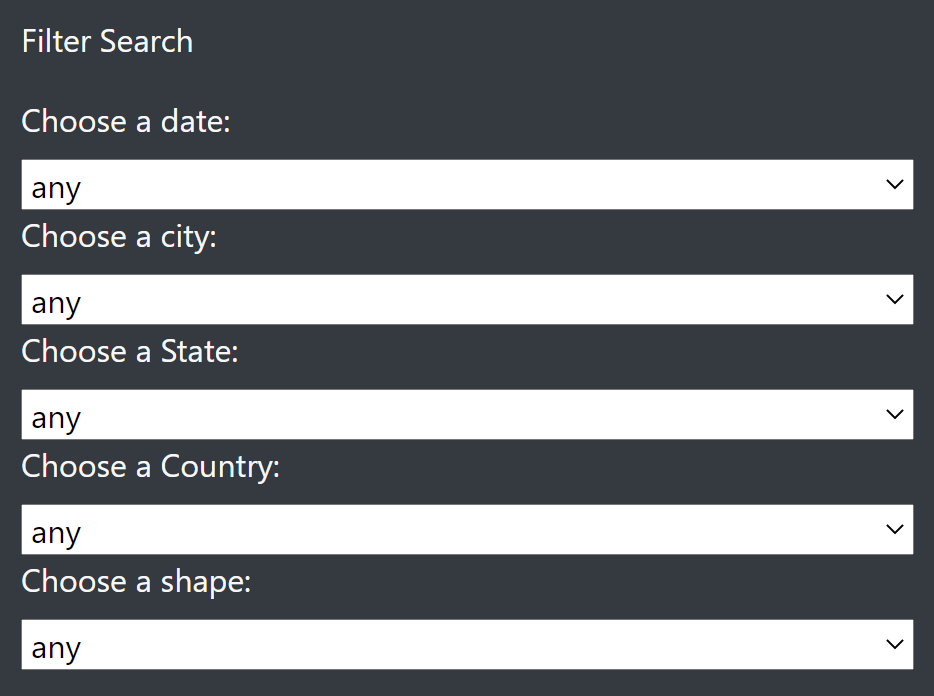 Filter Search
Choose a date:
any
Choose a city:
any
Choose a State:
any
Choose a Country:
any
Choose a shape:
any